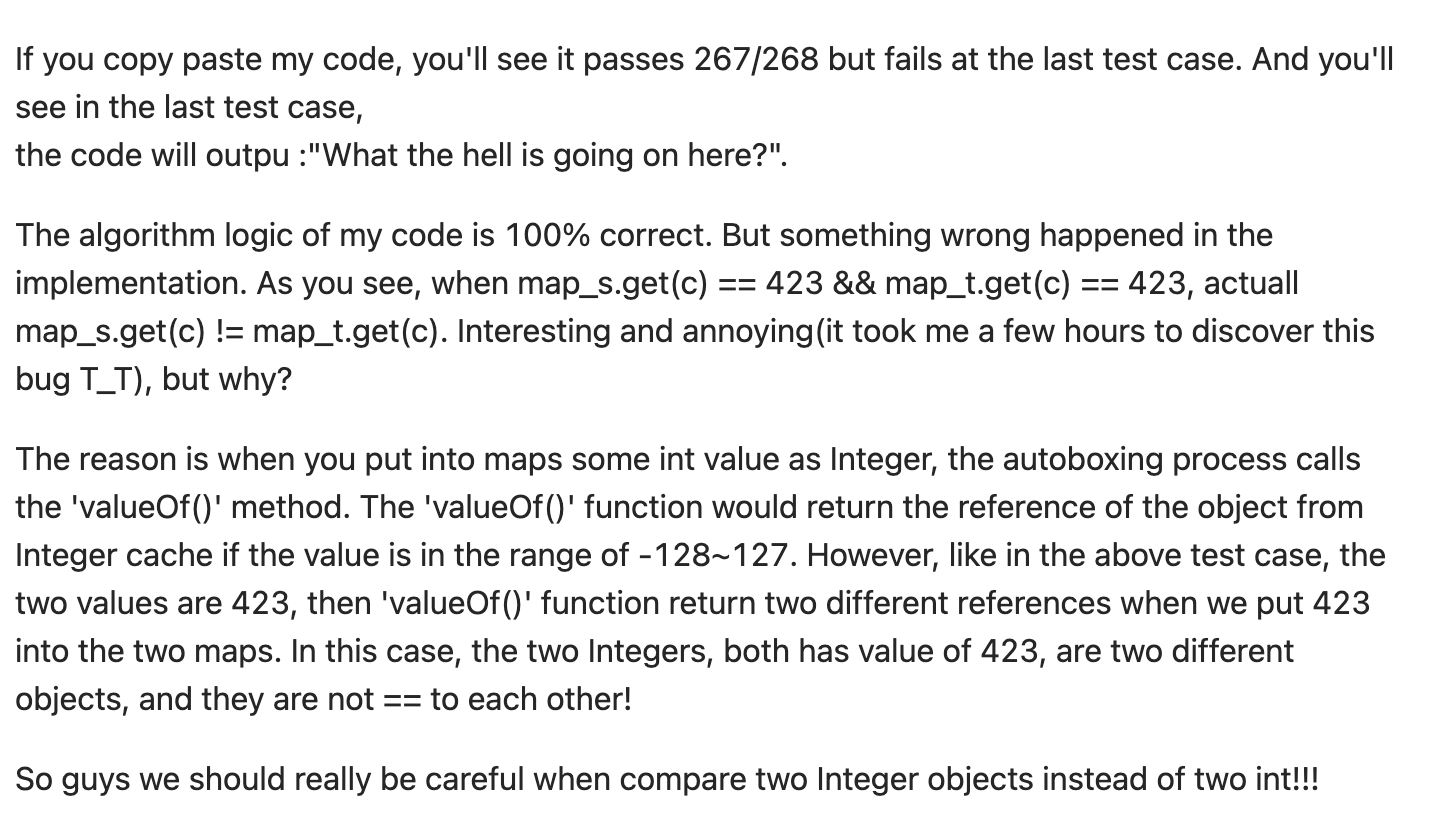 If you copy paste my code, you'll see it passes 267/268 but fails at the last test case. And you'll
see in the last test case,
the code will outpu :"What the hell is going on here?".
The algorithm logic of my code is 100% correct. But something wrong happened in the
implementation. As you see, when map_s.get(c) == 423 && map_t.get(c) == 423, actuall
map_s.get(c) != map_t.get(c). Interesting and annoying(it took me a few hours to discover this
bug T_T), but why?
The reason is when you put into maps some int value as Integer, the autoboxing process calls
the 'valueOf()' method. The 'valueOf()' function would return the reference of the object from
Integer cache if the value is in the range of -128~127. However, like in the above test case, the
two values are 423, then 'valueOf()' function return two different references when we put 423
into the two maps. In this case, the two Integers, both has value of 423, are two different
objects, and they are not == to each other!
So guys we should really be careful when compare two Integer objects instead of two int!!!